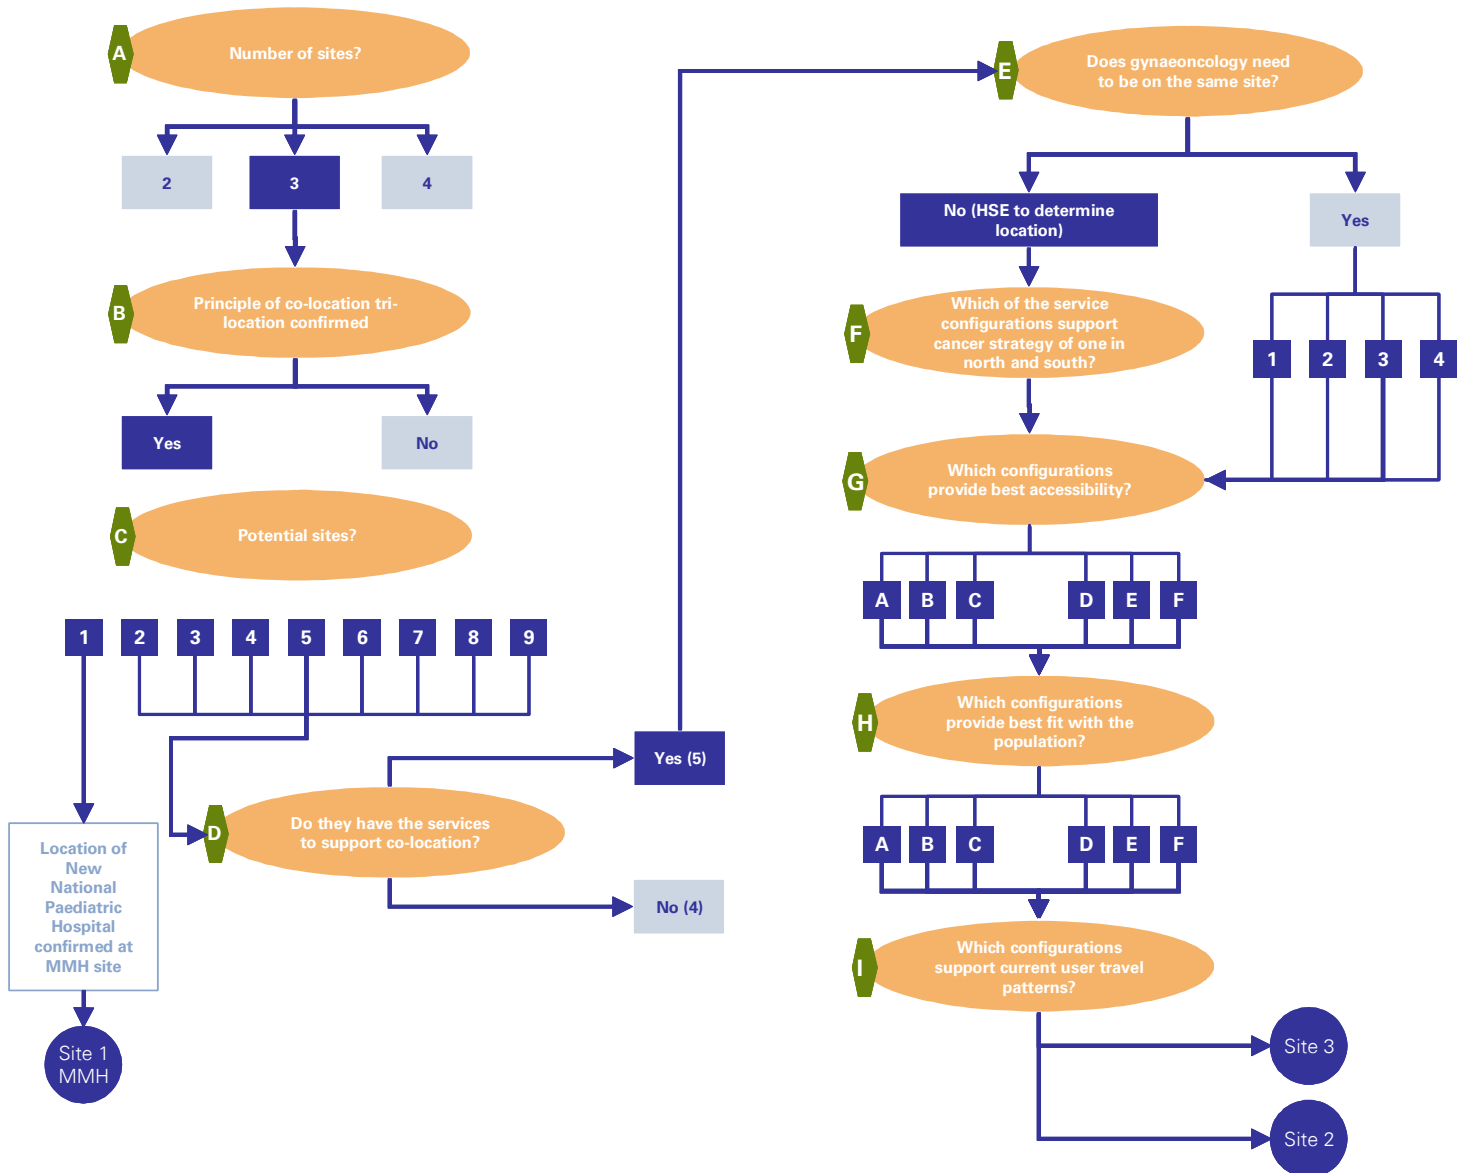 A
Number of sites?
2
3
4
B
Principle of co-location tri-
location confirmed
Yes
No
C
Potential sites?
1
2
3
4
5
6
7
8
9
Location of
New
National
Paediatric
Hospital
confirmed at
MMH site
Site 1
MMH
D
Do they have the services
to support co-location?
Yes (5)
No (4)
E
Does gynaeoncology need
to be on the same site?
No (HSE to determine
location)
Yes
1
2
3
4
F
Which of the service
configurations support
cancer strategy of one in
north and south?
G
Which configurations
provide best accessibility?
A
B
C
D
E
F
H
Which configurations
provide best fit with the
population?
A
B
C
D
E
F
I
Which configurations
support current user travel
patterns?
Site 3
Site 2